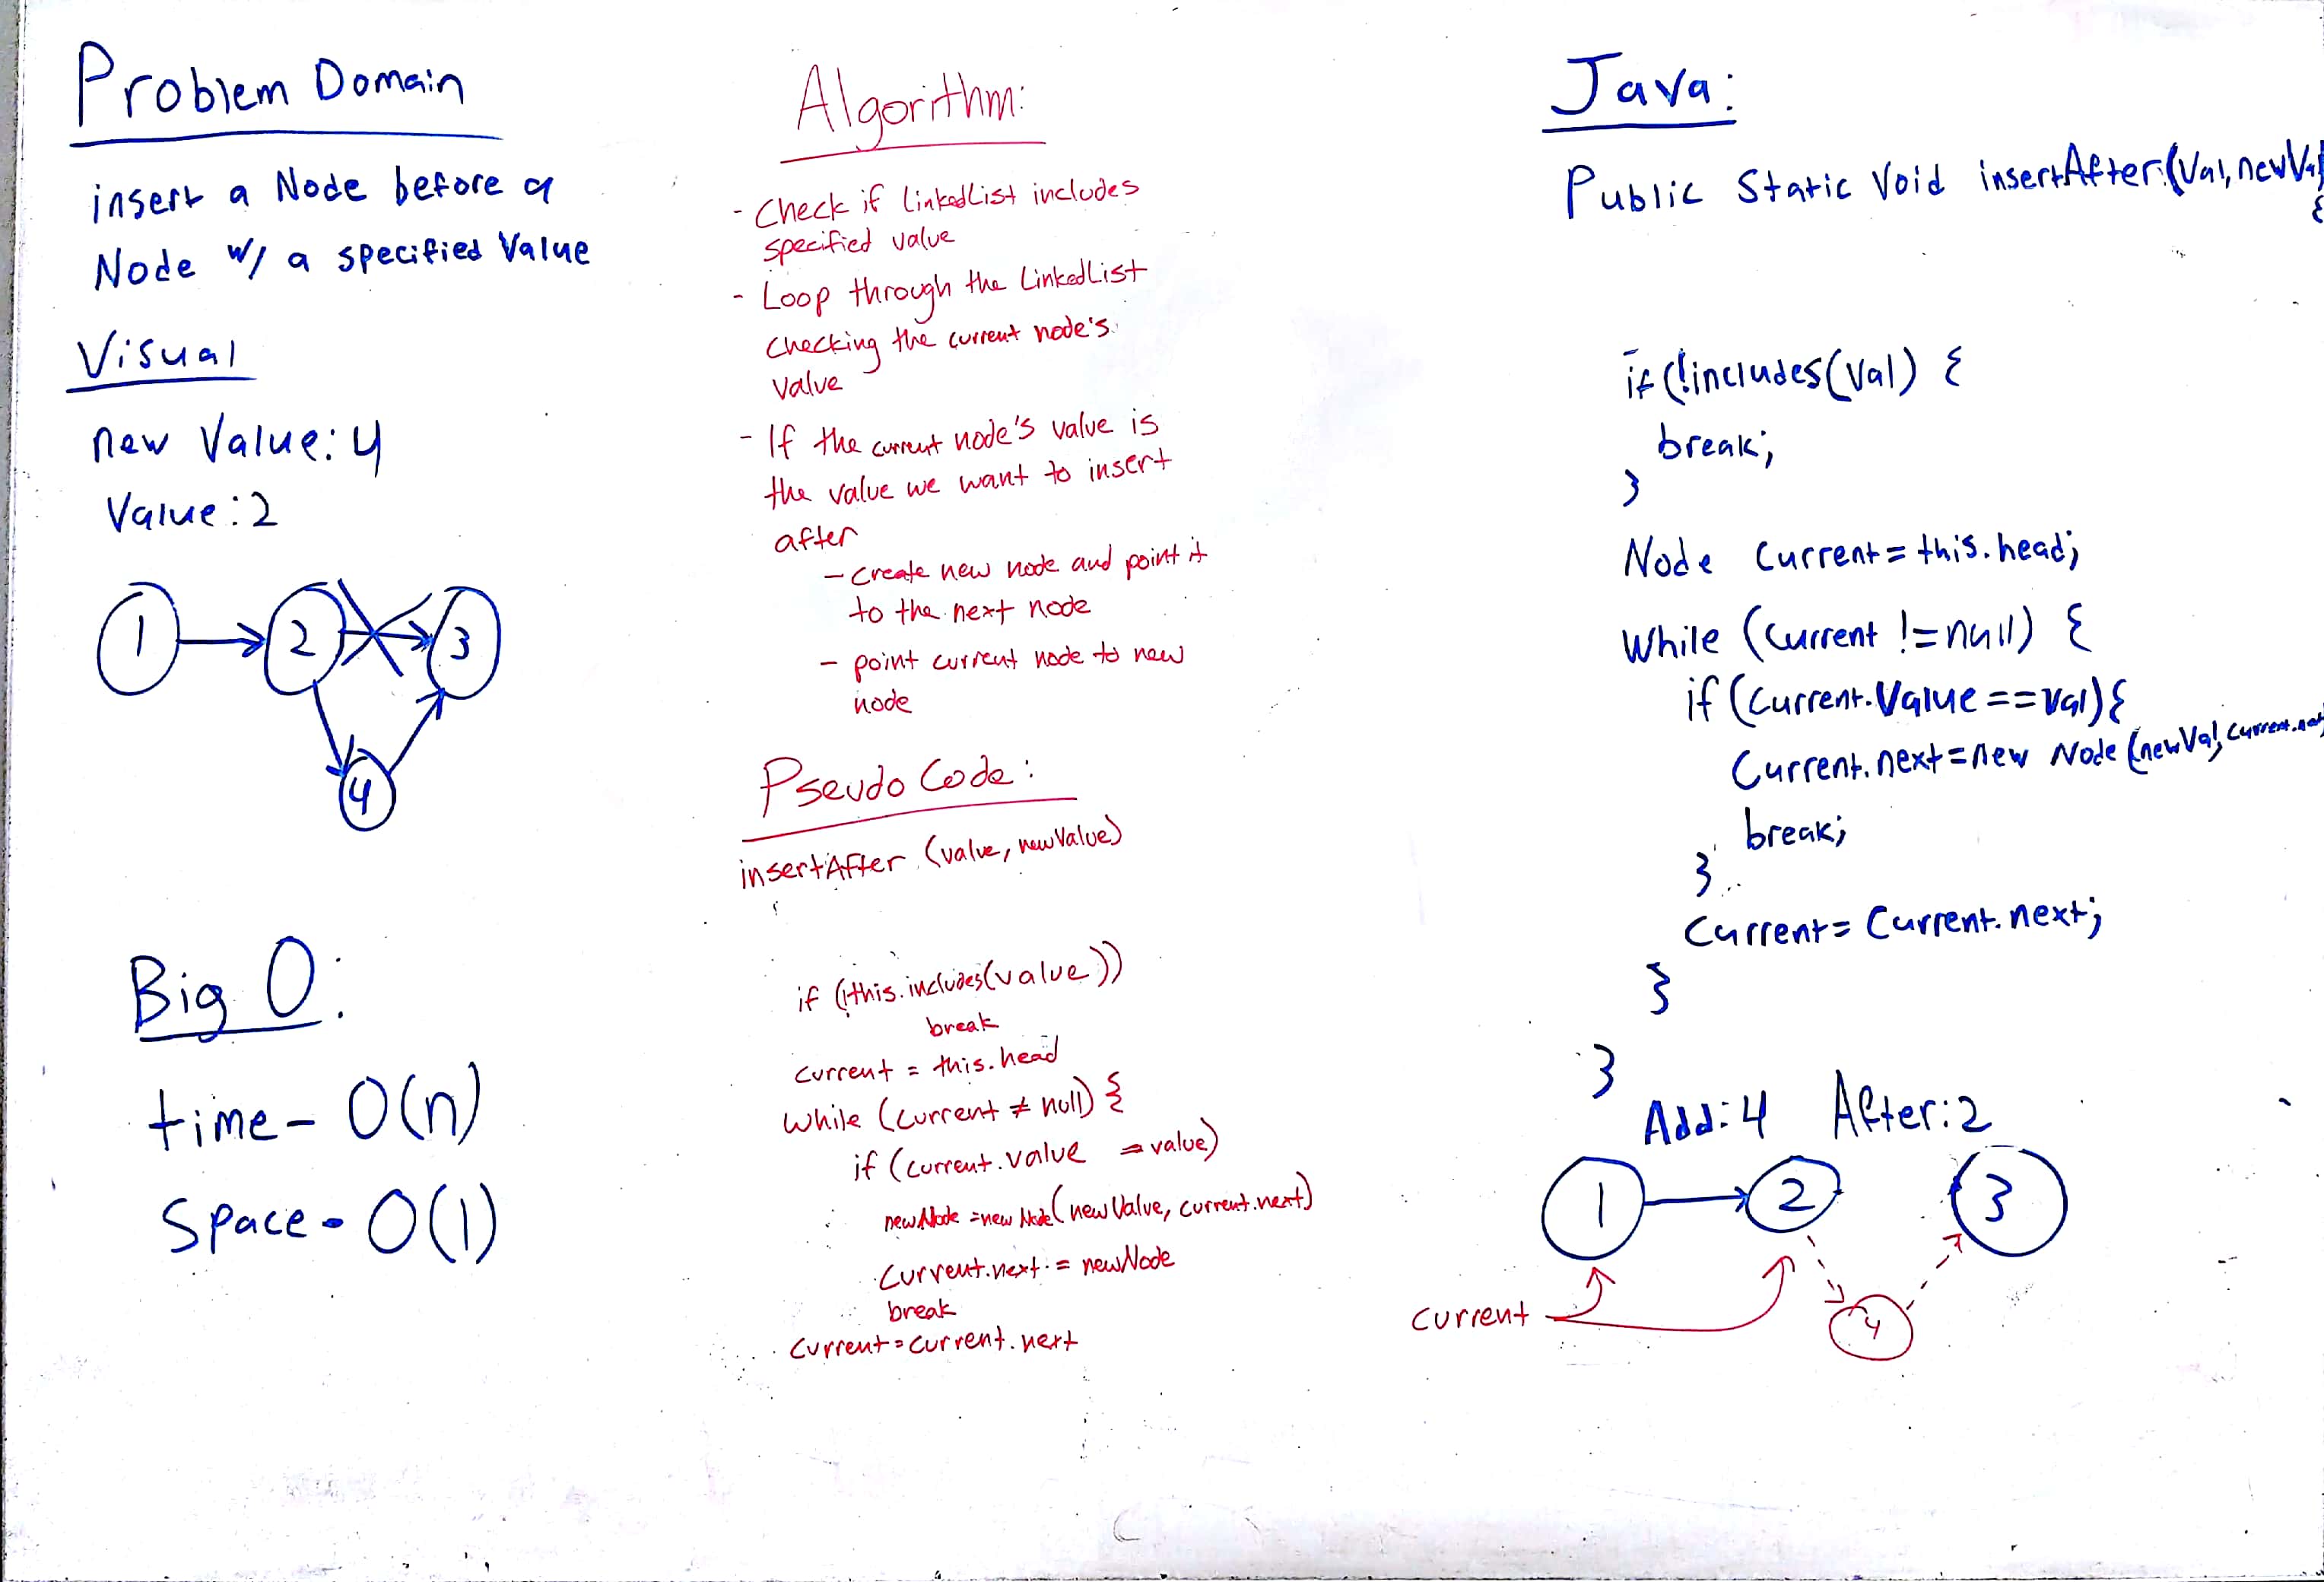 Problem Domain
insert a Node before a
Node w/ a specified Value
Visual
new Value: 4
Value: 2
1 2 3
4
Big O:
time - O(n)
Space - O(1)
Algorithm:
- Check if LinkedList includes
specified value
- Loop through the LinkedList
checking the current node's
value
- If the current node's value is
the value we want to insert
after
- create new node and point it
to the next node
- point current node to new
node
Pseudo Code:
insertAfter (value, newValue)
if (!this.includes(value))
break
current = this.head
while (current ≠ null) {
if (current.value = value)
newNode = new Node(newValue, current.next)
current.next = newNode
break
current = current.next
Java:
Public Static Void insertAfter(Val, newVal
{
if (!includes(Val) {
break;
}
Node Current = this.head;
While (Current != null) {
if (Current.Value == Val) {
Current.next = new Node (newVal, Current.next
break;
}
Current = Current.next;
}
}
Add: 4 After: 2
1 2 3
current
4